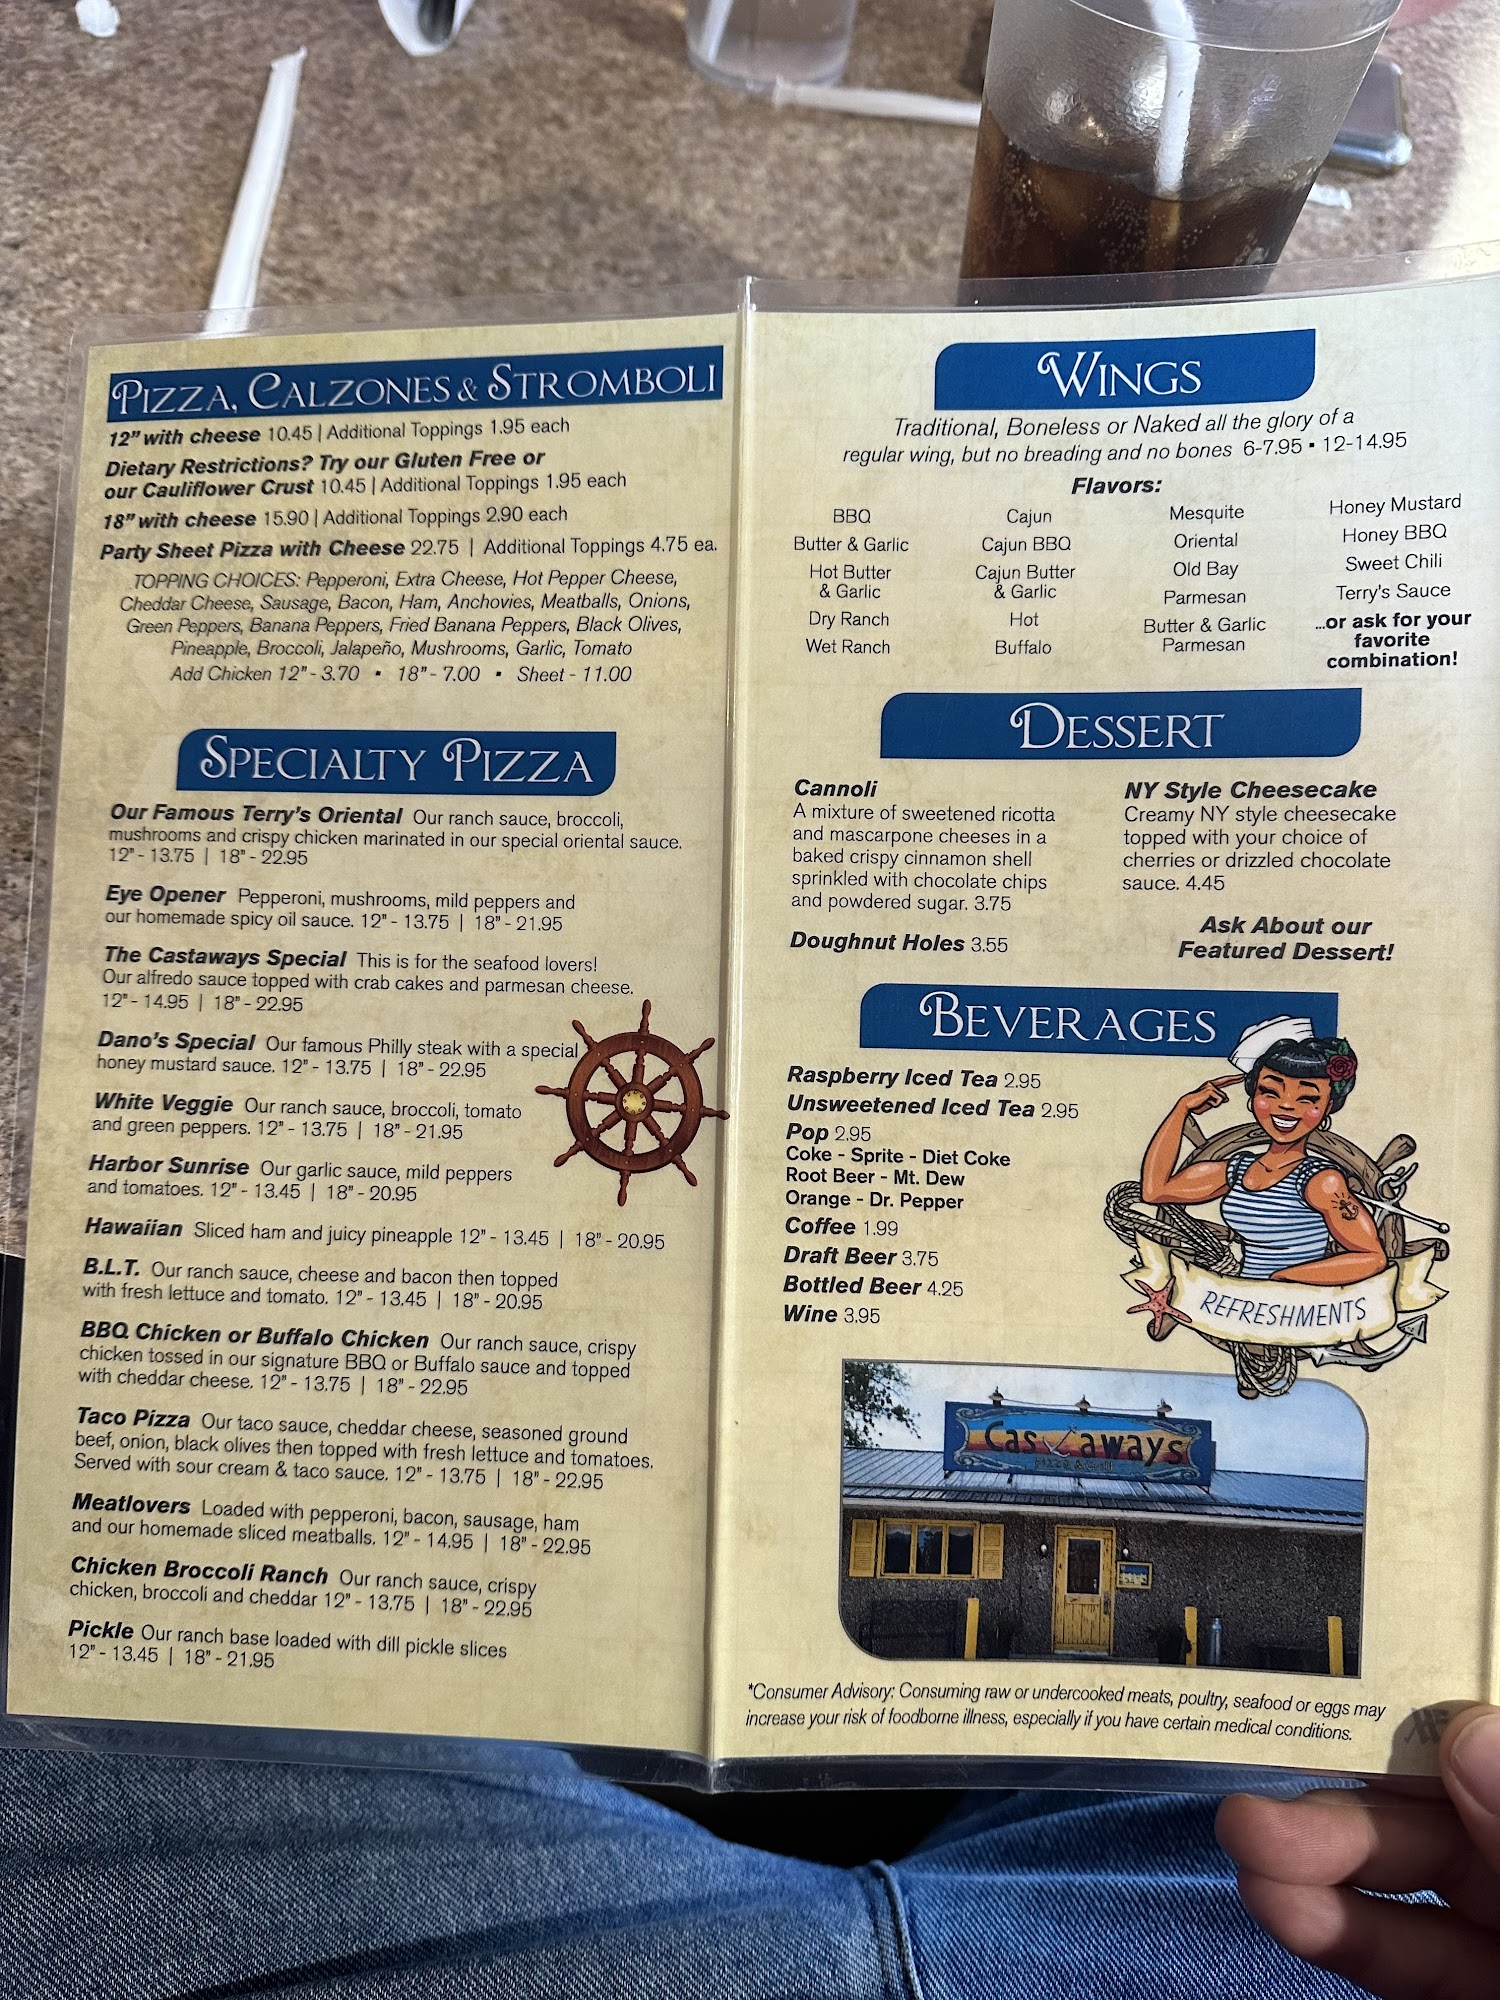 PIZZA, CALZONES & STROMBOLI
12" with cheese 10.45 | Additional Toppings 1.95 each
Dietary Restrictions? Try our Gluten Free or
our Cauliflower Crust 10.45 | Additional Toppings 1.95 each
18" with cheese 15.90 | Additional Toppings 2.90 each
Party Sheet Pizza with Cheese 22.75 | Additional Toppings 4.75 ea.
TOPPING CHOICES: Pepperoni, Extra Cheese, Hot Pepper Cheese,
Cheddar Cheese, Sausage, Bacon, Ham, Anchovies, Meatballs, Onions,
Green Peppers, Banana Peppers, Fried Banana Peppers, Black Olives,
Pineapple, Broccoli, Jalapeño, Mushrooms, Garlic, Tomato
Add Chicken 12" - 3.70 ▪ 18" - 7.00 ▪ Sheet - 11.00
SPECIALTY PIZZA
Our Famous Terry's Oriental Our ranch sauce, broccoli,
mushrooms and crispy chicken marinated in our special oriental sauce.
12" - 13.75 | 18" - 22.95
Eye Opener Pepperoni, mushrooms, mild peppers and
our homemade spicy oil sauce. 12" - 13.75 | 18" - 21.95
The Castaways Special This is for the seafood lovers!
Our alfredo sauce topped with crab cakes and parmesan cheese.
12" - 14.95 | 18" - 22.95
Dano's Special Our famous Philly steak with a special
honey mustard sauce. 12" - 13.75 | 18" - 22.95
White Veggie Our ranch sauce, broccoli, tomato
and green peppers. 12" - 13.75 | 18" - 21.95
Harbor Sunrise Our garlic sauce, mild peppers
and tomatoes. 12" - 13.45 | 18" - 20.95
Hawaiian Sliced ham and juicy pineapple 12" - 13.45 | 18" - 20.95
B.L.T. Our ranch sauce, cheese and bacon then topped
with fresh lettuce and tomato. 12" - 13.45 | 18" - 20.95
BBQ Chicken or Buffalo Chicken Our ranch sauce, crispy
chicken tossed in our signature BBQ or Buffalo sauce and topped
with cheddar cheese. 12" - 13.75 | 18" - 22.95
Taco Pizza Our taco sauce, cheddar cheese, seasoned ground
beef, onion, black olives then topped with fresh lettuce and tomatoes.
Served with sour cream & taco sauce. 12" - 13.75 | 18" - 22.95
Meatlovers Loaded with pepperoni, bacon, sausage, ham
and our homemade sliced meatballs. 12" - 14.95 | 18" - 22.95
Chicken Broccoli Ranch Our ranch sauce, crispy
chicken, broccoli and cheddar 12" - 13.75 | 18" - 22.95
Pickle Our ranch base loaded with dill pickle slices
12" - 13.45 | 18" - 21.95
WINGS
Traditional, Boneless or Naked all the glory of a
regular wing, but no breading and no bones 6-7.95 ▪ 12-14.95
Flavors:
BBQ
Butter & Garlic
Hot Butter
& Garlic
Dry Ranch
Wet Ranch
Cajun
Cajun BBQ
Cajun Butter
& Garlic
Hot
Buffalo
Mesquite
Oriental
Old Bay
Parmesan
Butter & Garlic
Parmesan
Honey Mustard
Honey BBQ
Sweet Chili
Terry's Sauce
...or ask for your
favorite
combination!
DESSERT
Cannoli
A mixture of sweetened ricotta
and mascarpone cheeses in a
baked crispy cinnamon shell
sprinkled with chocolate chips
and powdered sugar. 3.75
Doughnut Holes 3.55
NY Style Cheesecake
Creamy NY style cheesecake
topped with your choice of
cherries or drizzled chocolate
sauce. 4.45
Ask About our
Featured Dessert!
BEVERAGES
Raspberry Iced Tea 2.95
Unsweetened Iced Tea 2.95
Pop 2.95
Coke - Sprite - Diet Coke
Root Beer - Mt. Dew
Orange - Dr. Pepper
Coffee 1.99
Draft Beer 3.75
Bottled Beer 4.25
Wine 3.95
REFRESHMENTS
Castaways
Pizza & Grill
*Consumer Advisory: Consuming raw or undercooked meats, poultry, seafood or eggs may
increase your risk of foodborne illness, especially if you have certain medical conditions.